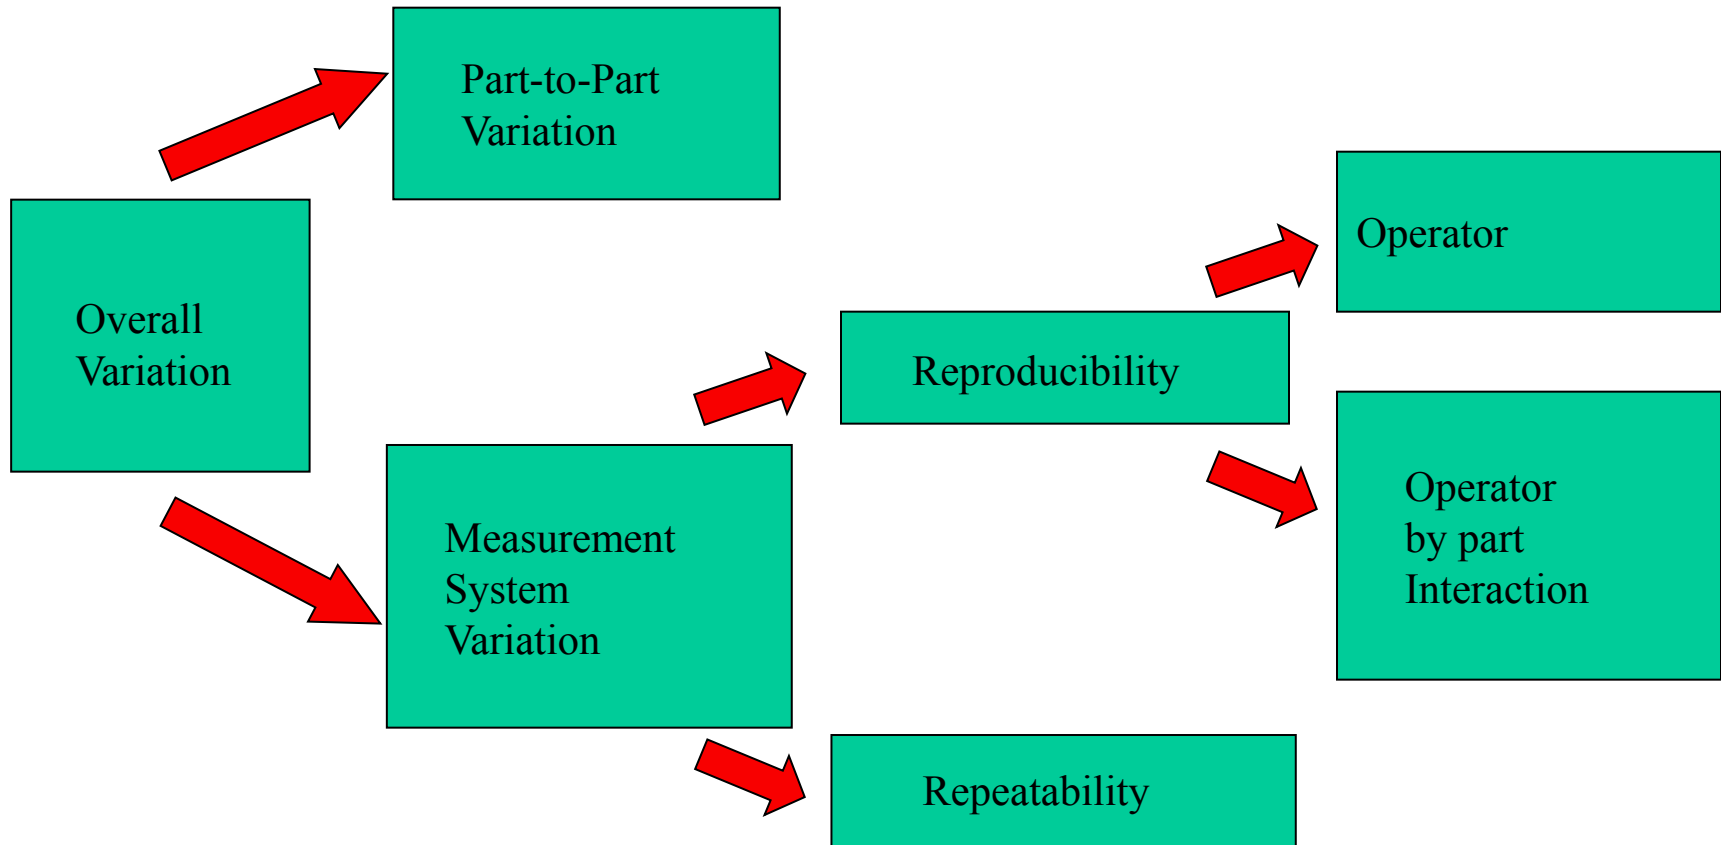 Part-to-Part
Variation
Overall
Variation
Measurement
System
Variation
Reproducibility
Repeatability
Operator
Operator
by part
Interaction